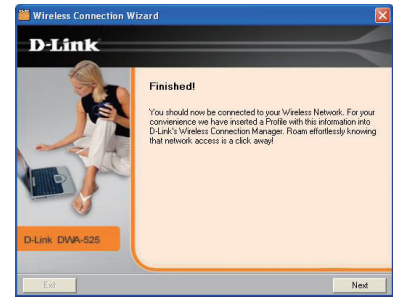 Wireless Connection Wizard
D-Link
Finished!
You should now be connected to your Wireless Network. For your
convienience we have inserted a Profile with this information into
D-Link's Wireless Connection Manager. Roam effortlessly knowing
that network access is a click away!
D-Link DWA-525
Exit
Next